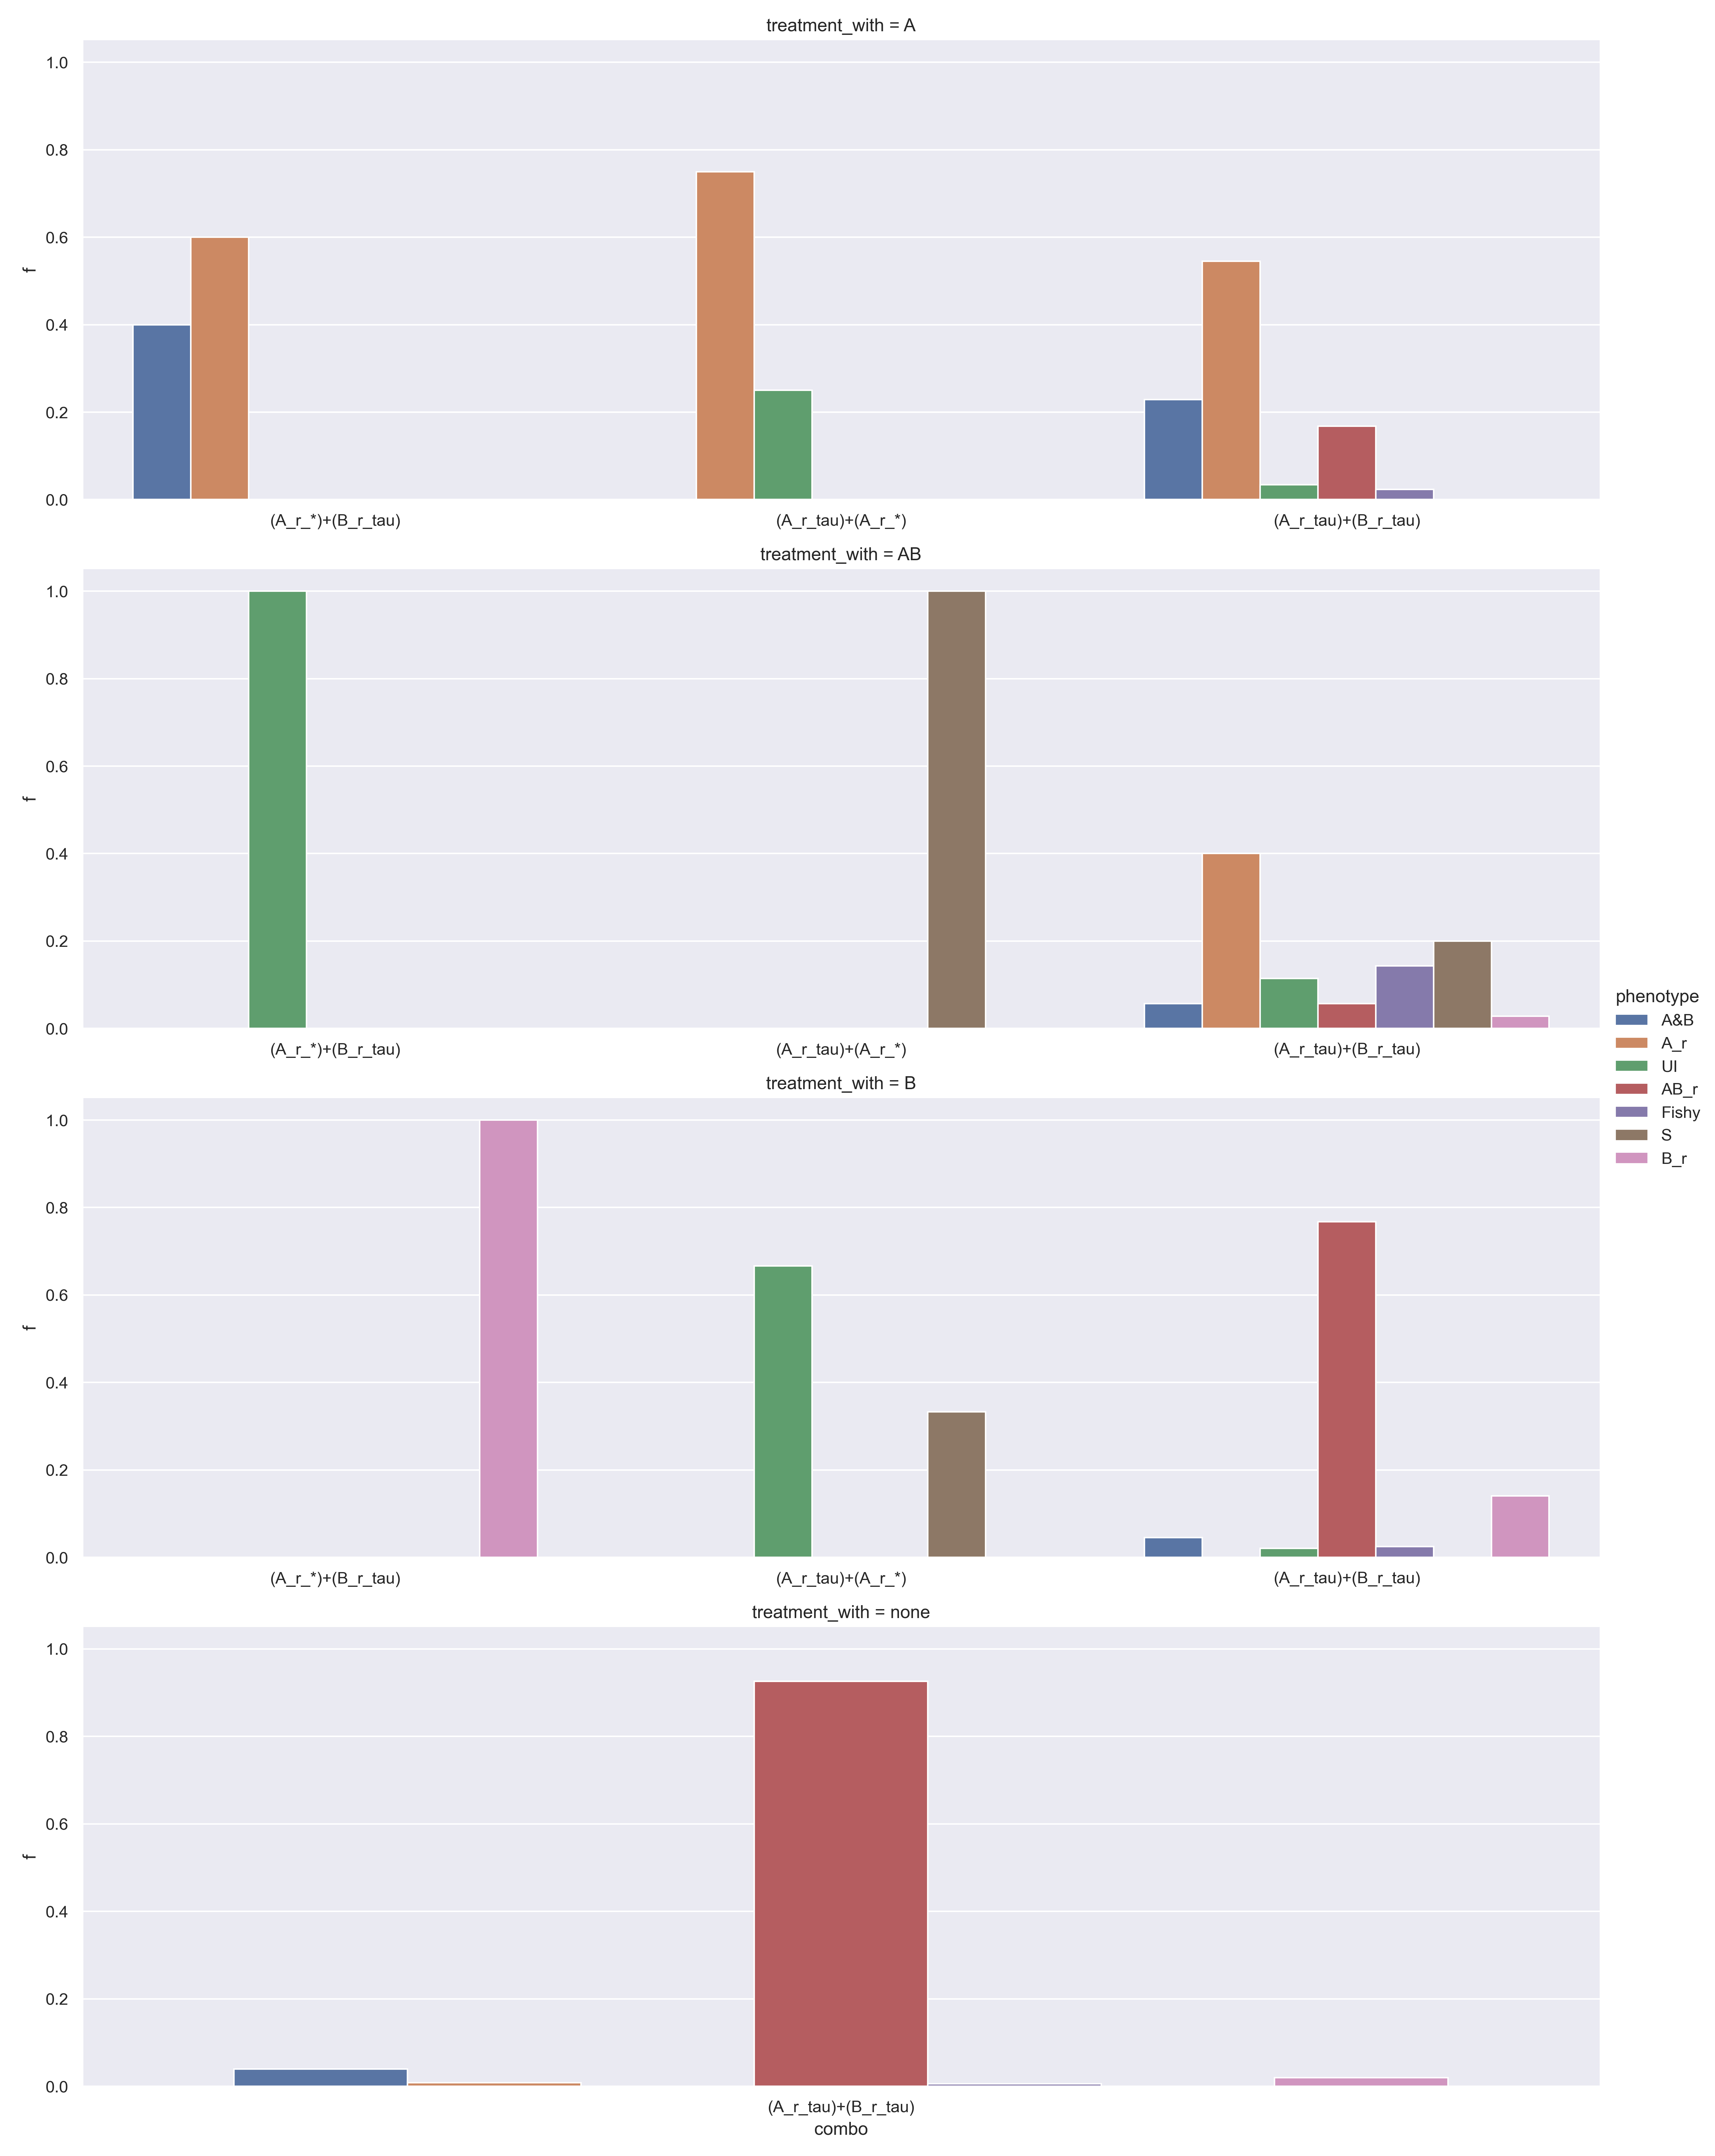 treatment_with = A
1.0
0.8
0.6
f
0.4
0.2
0.0
(A_r_*)+(B_r_tau) (A_r_tau)+(A_r_*) (A_r_tau)+(B_r_tau)
treatment_with = AB
1.0
0.8
0.6
f
0.4
0.2
0.0
(A_r_*)+(B_r_tau) (A_r_tau)+(A_r_*) (A_r_tau)+(B_r_tau)
treatment_with = B
1.0
0.8
0.6
f
0.4
0.2
0.0
(A_r_*)+(B_r_tau) (A_r_tau)+(A_r_*) (A_r_tau)+(B_r_tau)
treatment_with = none
1.0
0.8
0.6
f
0.4
0.2
0.0
(A_r_tau)+(B_r_tau)
combo
phenotype
A&B
A_r
UI
AB_r
Fishy
S
B_r